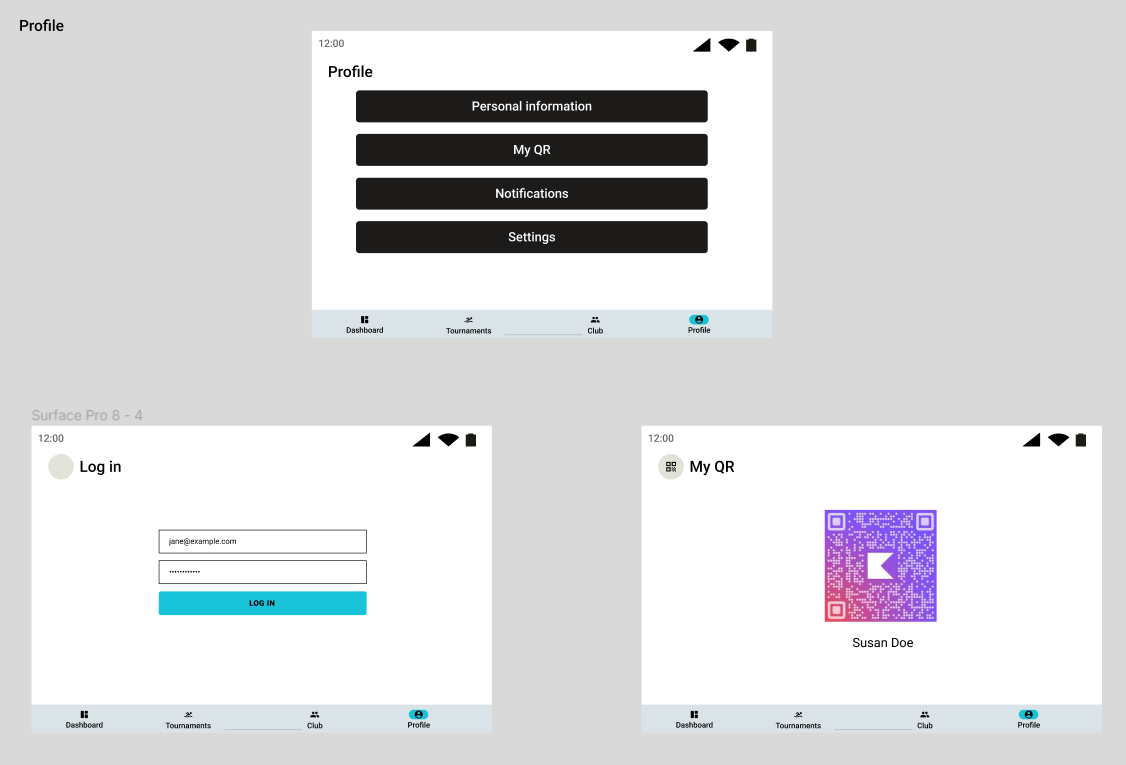 Profile
12:00
Profile
Personal information
My QR
Notifications
Settings
Dashboard
Tournaments
Club
Profile
Surface Pro 8 - 4
12:00
Log in
jane@example.com
••••••••••••
LOG IN
Dashboard
Tournaments
Club
Profile
12:00
My QR
Susan Doe
Dashboard
Tournaments
Club
Profile